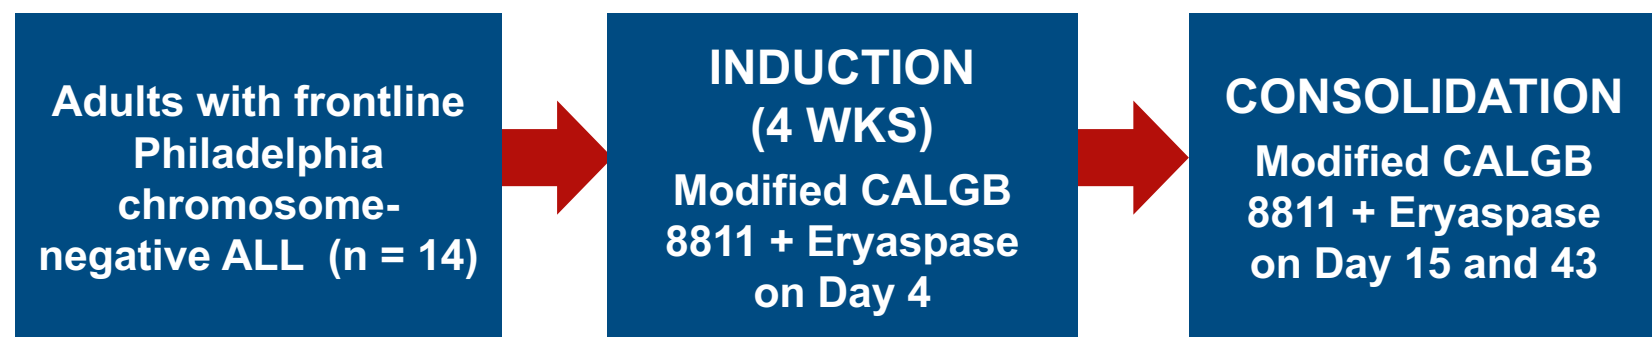 Adults with frontline
Philadelphia
chromosome-
negative ALL (n = 14)
INDUCTION
(4 WKS)
Modified CALGB
8811 + Eryaspase
on Day 4
CONSOLIDATION
Modified CALGB
8811 + Eryaspase
on Day 15 and 43